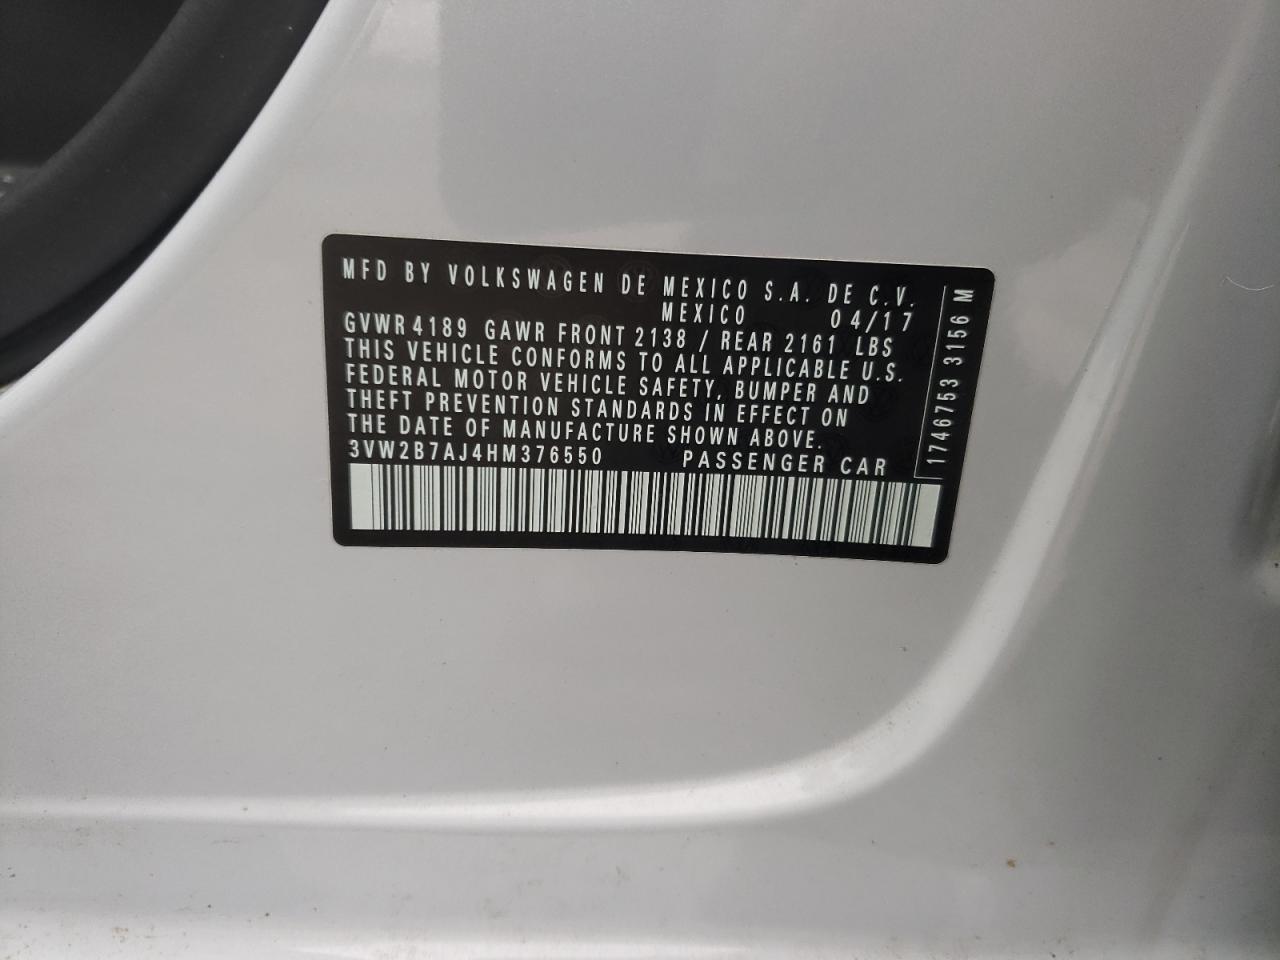 MFD BY VOLKSWAGEN DE MEXICO S.A. DE C.V.
MEXICO 04/17
GVWR 4189 GAWR FRONT 2138 / REAR 2161 LBS
THIS VEHICLE CONFORMS TO ALL APPLICABLE U.S.
FEDERAL MOTOR VEHICLE SAFETY, BUMPER AND
THEFT PREVENTION STANDARDS IN EFFECT ON
THE DATE OF MANUFACTURE SHOWN ABOVE.
3VW2B7AJ4HM376550 PASSENGER CAR
1746753 3156 M